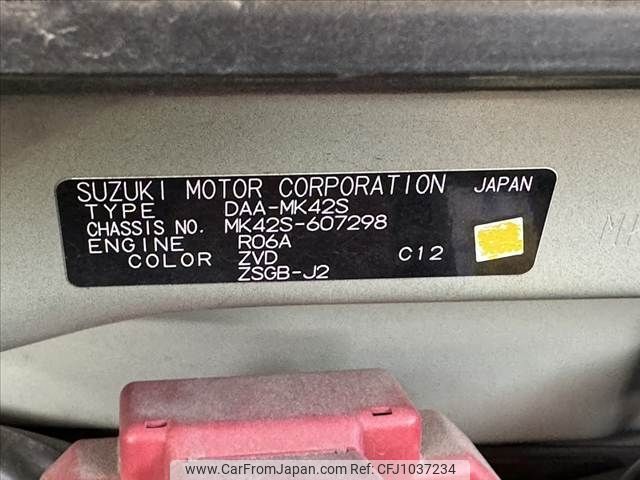 SUZUKI MOTOR CORPORATION JAPAN
TYPE DAA-MK42S
CHASSIS NO. MK42S-607298
ENGINE R06A
COLOR ZVD C12
ZSGB-J2
www.CarFromJapan.com | CFJ1037234